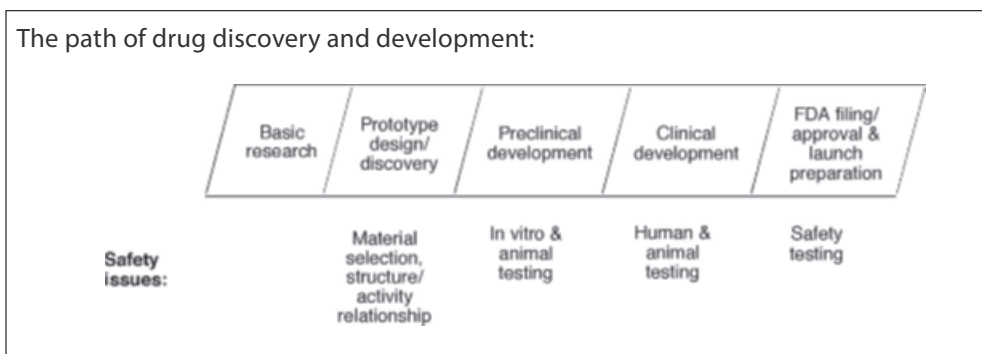 The path of drug discovery and development:
Basic
research
Prototype
design/
discovery
Preclinical
development
Clinical
development
FDA filing/
approval &
launch
preparation
Safety
issues:
Material
selection,
structure/
activity
relationship
In vitro &
animal
testing
Human &
animal
testing
Safety
testing